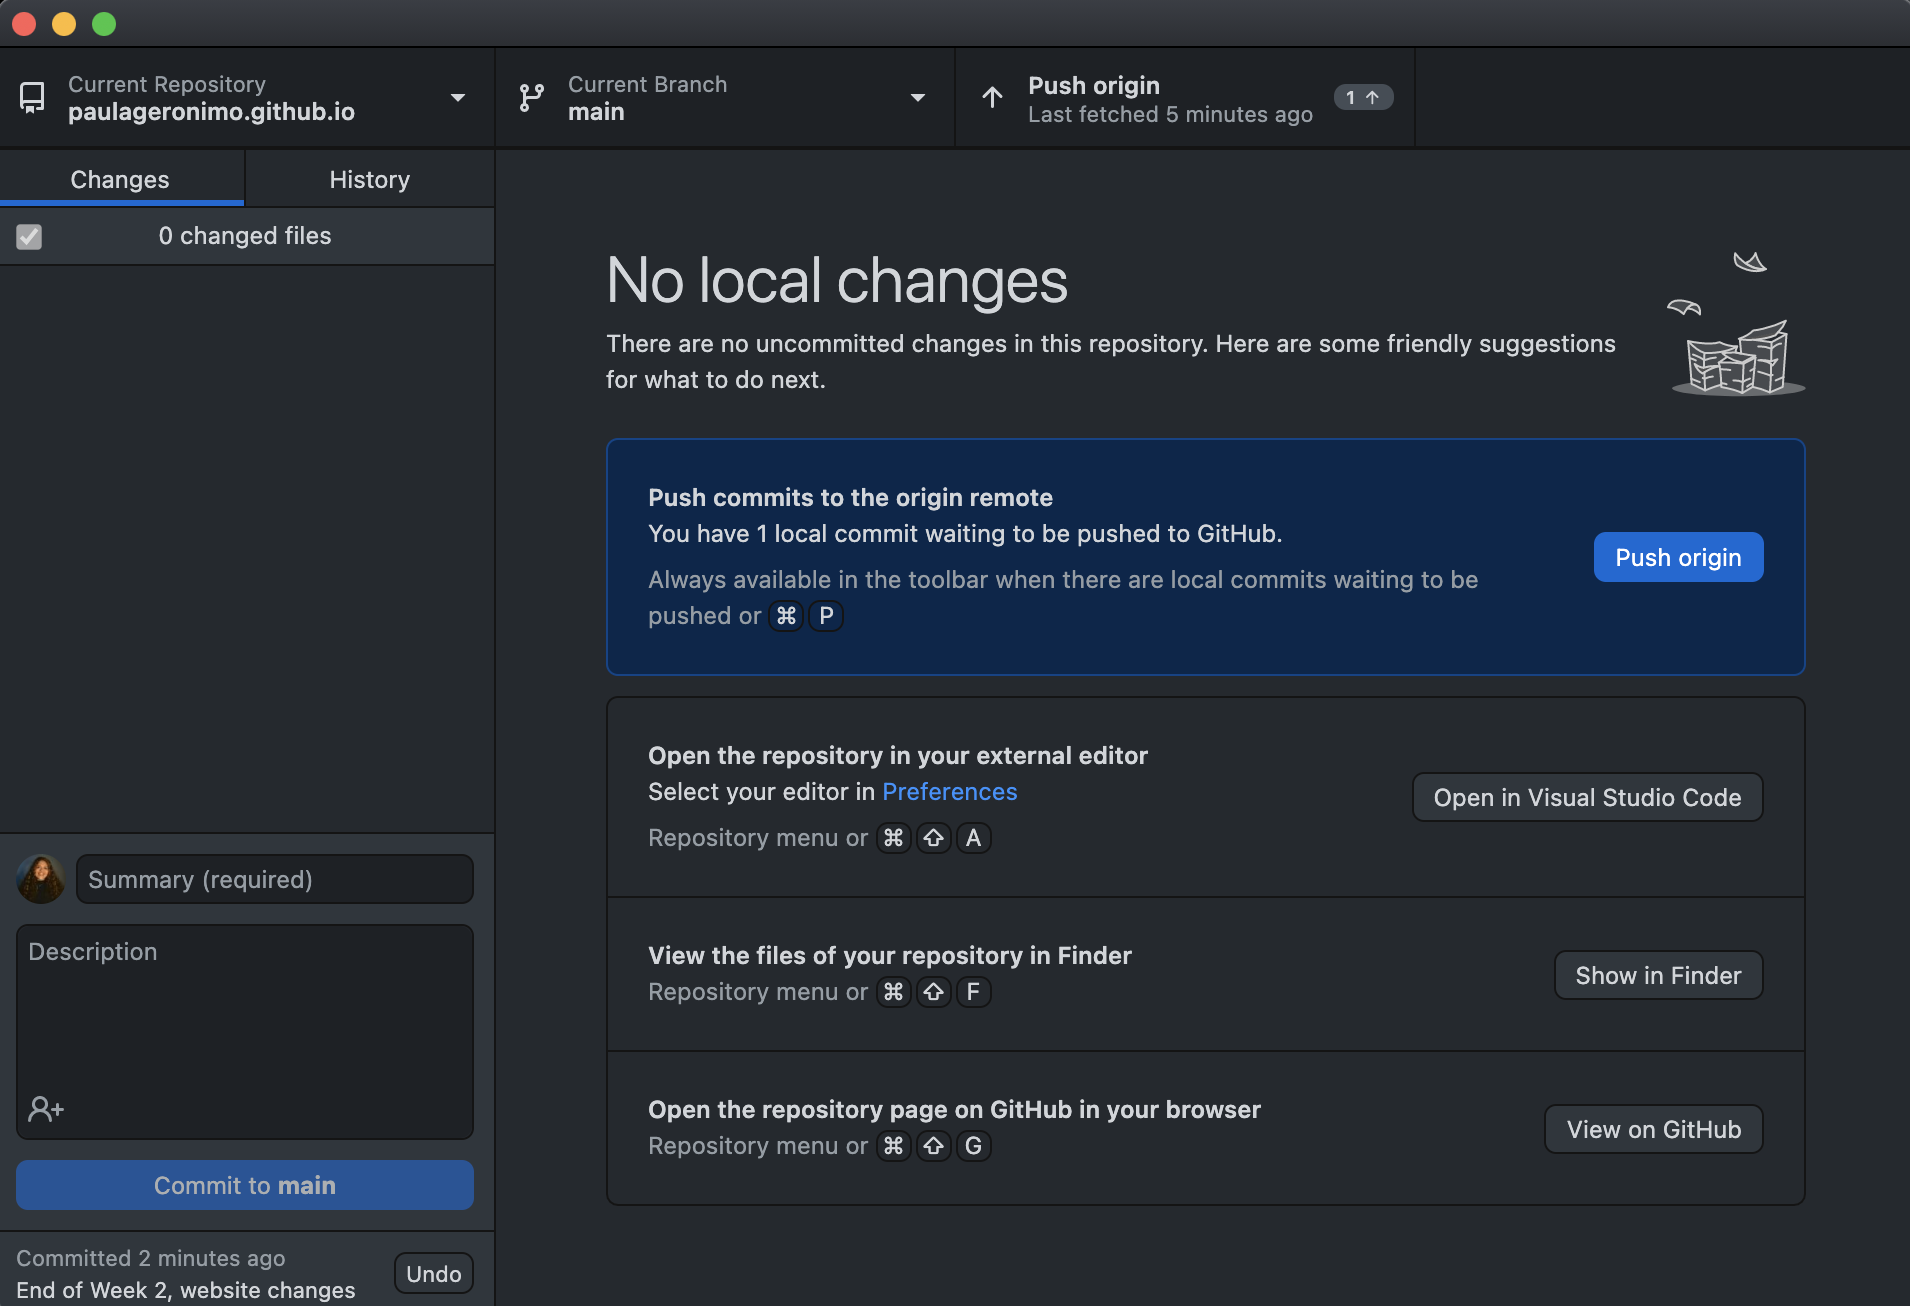 Current Repository
paulageronimo.github.io
Current Branch
main
Push origin
Last fetched 5 minutes ago
1 ↑
Changes
History
0 changed files
No local changes
There are no uncommitted changes in this repository. Here are some friendly suggestions
for what to do next.
Push commits to the origin remote
You have 1 local commit waiting to be pushed to GitHub.
Always available in the toolbar when there are local commits waiting to be
pushed or ⌘ P
Push origin
Open the repository in your external editor
Select your editor in Preferences
Repository menu or ⌘ ⇧ A
Open in Visual Studio Code
View the files of your repository in Finder
Repository menu or ⌘ ⇧ F
Show in Finder
Open the repository page on GitHub in your browser
Repository menu or ⌘ ⇧ G
View on GitHub
Summary (required)
Description
Commit to main
Committed 2 minutes ago
End of Week 2, website changes
Undo